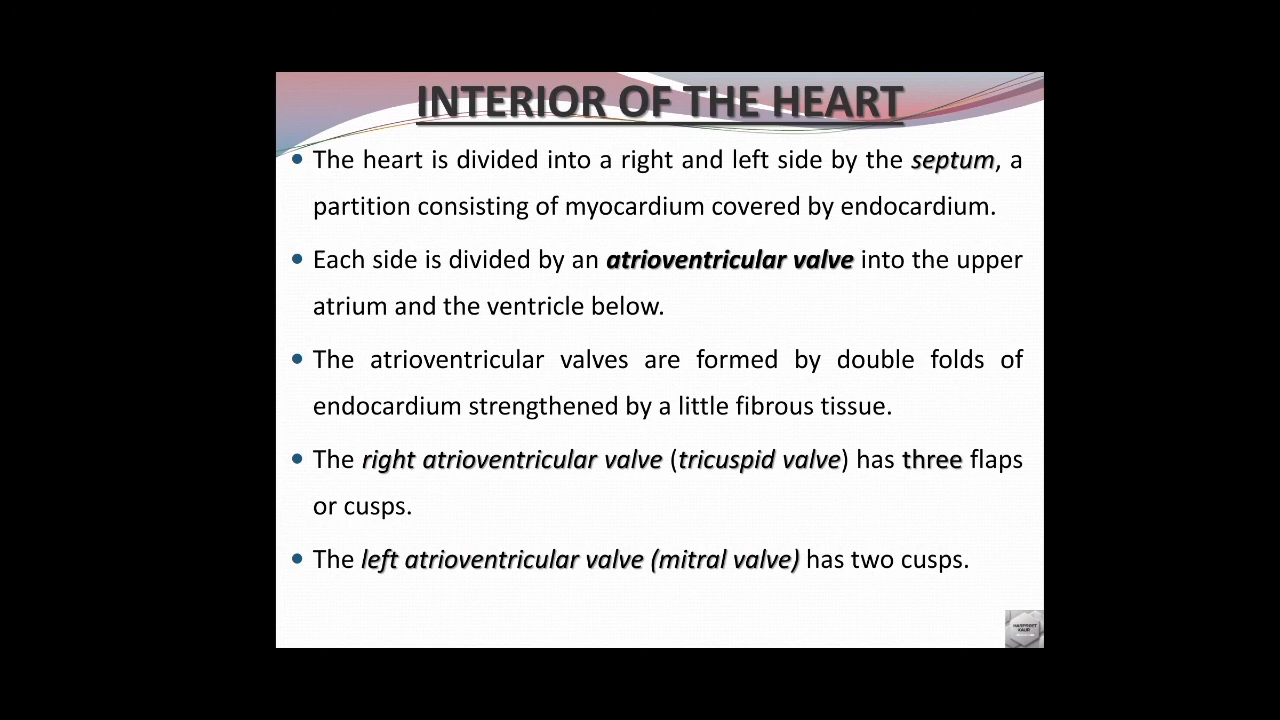 INTERIOR OF THE HEART
• The heart is divided into a right and left side by the septum, a
partition consisting of myocardium covered by endocardium.
• Each side is divided by an atrioventricular valve into the upper
atrium and the ventricle below.
• The atrioventricular valves are formed by double folds of
endocardium strengthened by a little fibrous tissue.
• The right atrioventricular valve (tricuspid valve) has three flaps
or cusps.
• The left atrioventricular valve (mitral valve) has two cusps.
HARPREET
KAUR